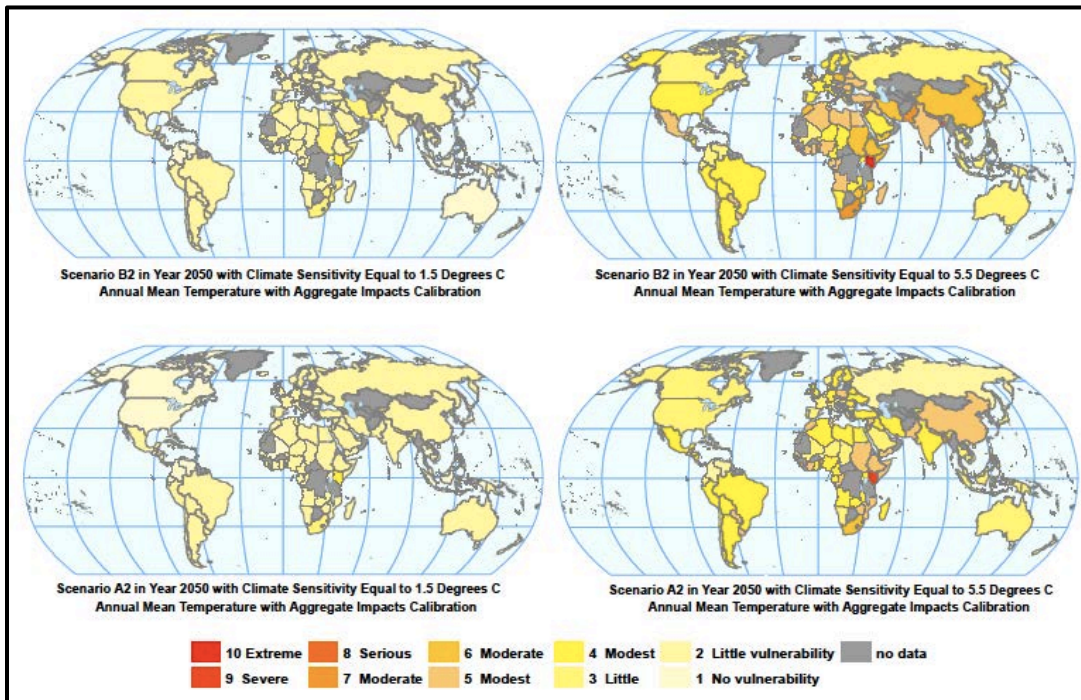 Scenario B2 in Year 2050 with Climate Sensitivity Equal to 1.5 Degrees C
Annual Mean Temperature with Aggregate Impacts Calibration
Scenario B2 in Year 2050 with Climate Sensitivity Equal to 5.5 Degrees C
Annual Mean Temperature with Aggregate Impacts Calibration
Scenario A2 in Year 2050 with Climate Sensitivity Equal to 1.5 Degrees C
Annual Mean Temperature with Aggregate Impacts Calibration
Scenario A2 in Year 2050 with Climate Sensitivity Equal to 5.5 Degrees C
Annual Mean Temperature with Aggregate Impacts Calibration
10 Extreme 8 Serious 6 Moderate 4 Modest 2 Little vulnerability no data
9 Severe 7 Moderate 5 Modest 3 Little 1 No vulnerability